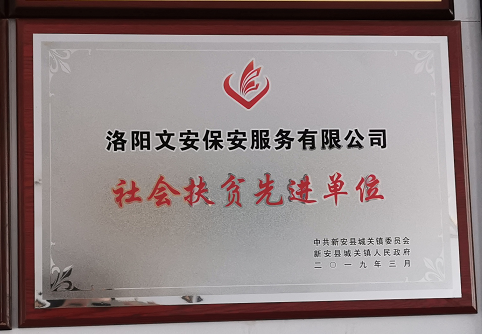 洛阳文安保安服务有限公司
社会扶贫先进单位
中共新安县城关镇委员会
新安县城关镇人民政府
二〇一九年三月